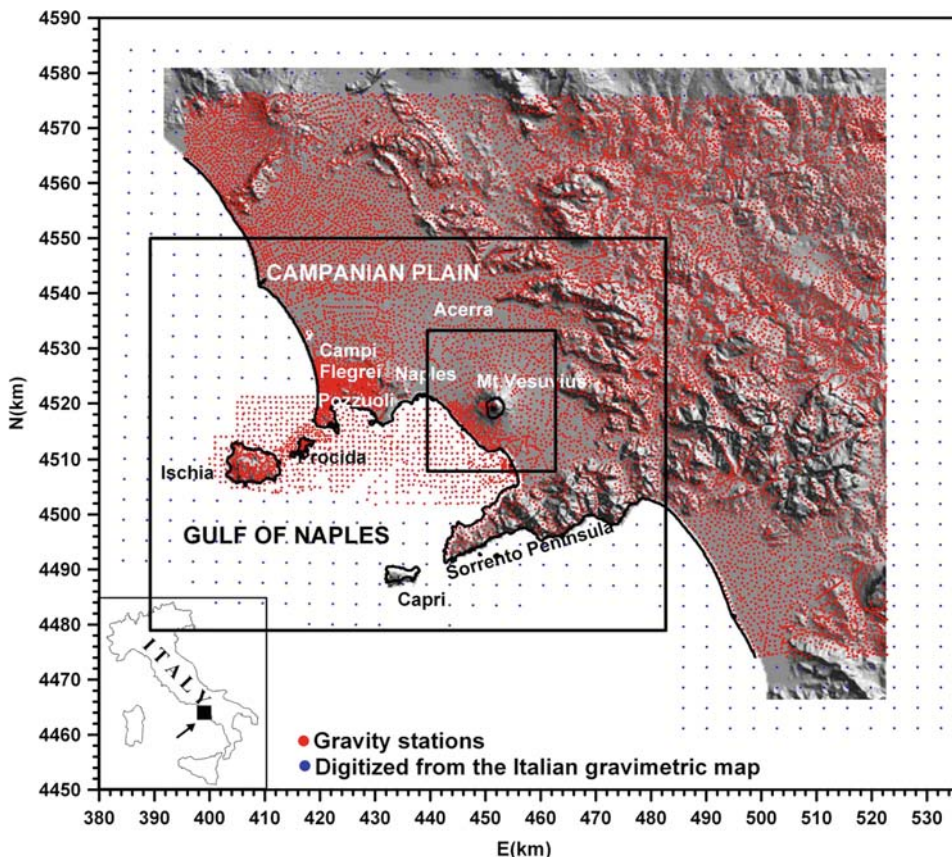 4590
4580
4570
4560
4550
4540
4530
4520
4510
4500
4490
4480
4470
4460
4450
N(km)
CAMPANIAN PLAIN
Acerra
Campi
Flegrei
Naples
Mt Vesuvius
Pozzuoli
Procida
Ischia
GULF OF NAPLES
Sorrento Peninsula
Capri
ITALY
Gravity stations
Digitized from the Italian gravimetric map
380 390 400 410 420 430 440 450 460 470 480 490 500 510 520 530
E(km)